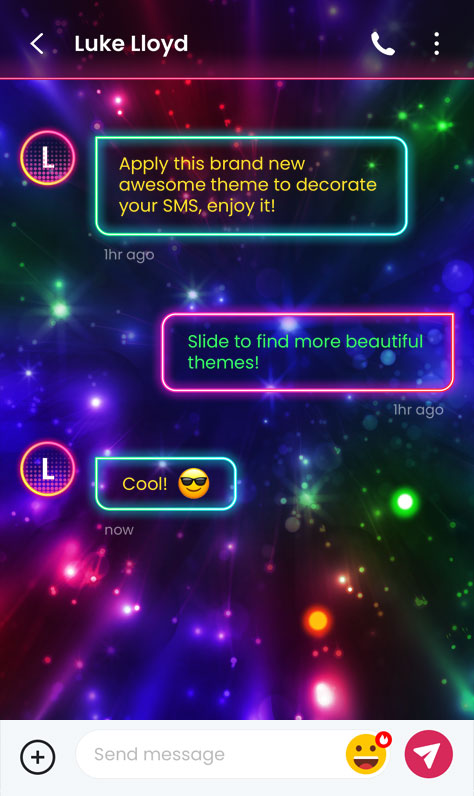 Luke Lloyd
L
Apply this brand new
awesome theme to decorate
your SMS, enjoy it!
1hr ago
Slide to find more beautiful
themes!
1hr ago
L
Cool! 😎
now
Send message